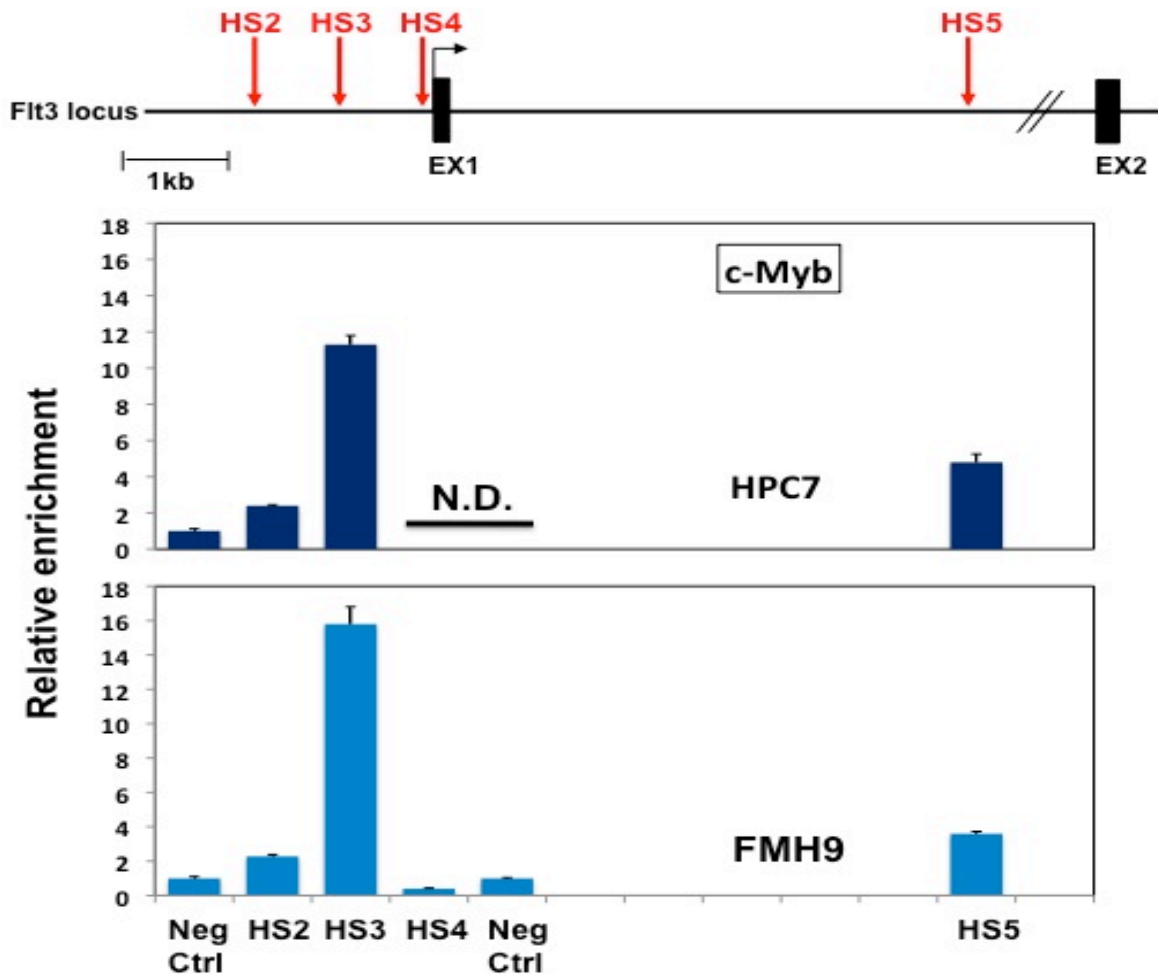 HS2 HS3 HS4 HS5
Flt3 locus
EX1 EX2
1kb
Relative enrichment
18
16
14
12
10
8
6
4
2
0
c-Myb
N.D.
HPC7
18
16
14
12
10
8
6
4
2
0
FMH9
Neg Ctrl HS2 HS3 HS4 Neg Ctrl HS5